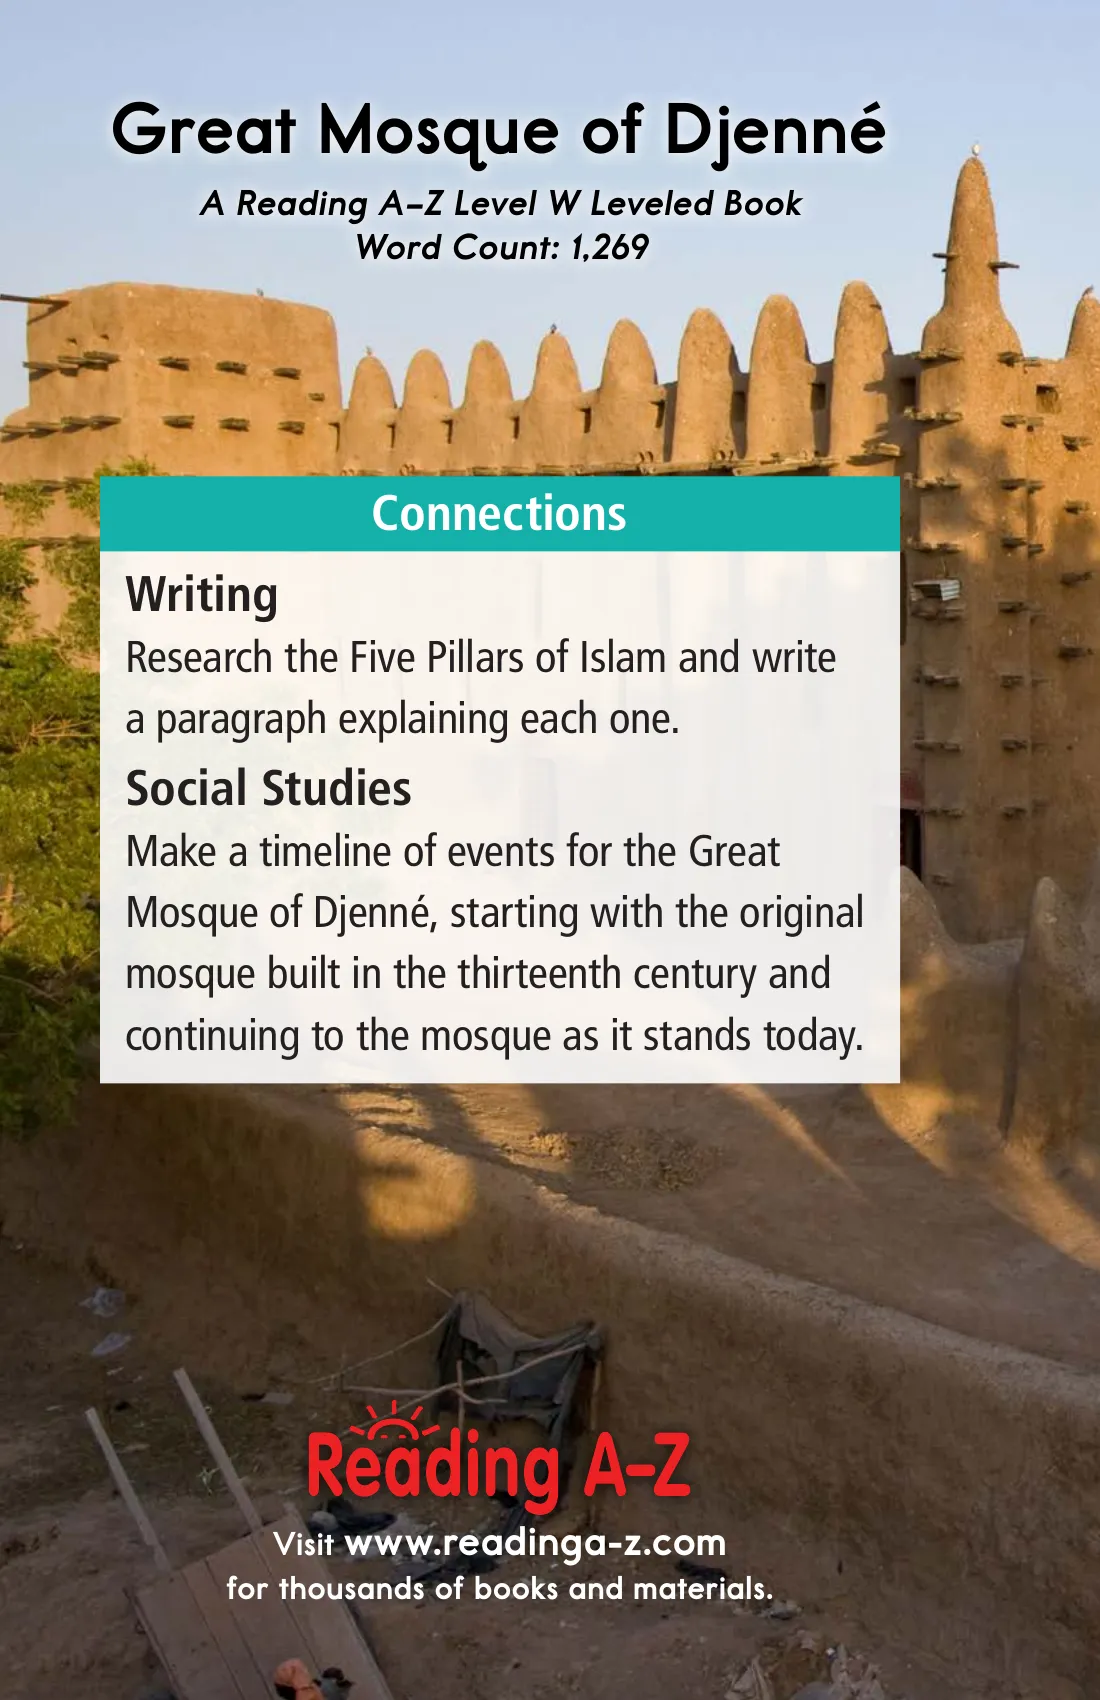 Great Mosque of Djenné
A Reading A–Z Level W Leveled Book
Word Count: 1,269
Connections
Writing
Research the Five Pillars of Islam and write
a paragraph explaining each one.
Social Studies
Make a timeline of events for the Great
Mosque of Djenné, starting with the original
mosque built in the thirteenth century and
continuing to the mosque as it stands today.
Reading A–Z
Visit www.readinga-z.com
for thousands of books and materials.